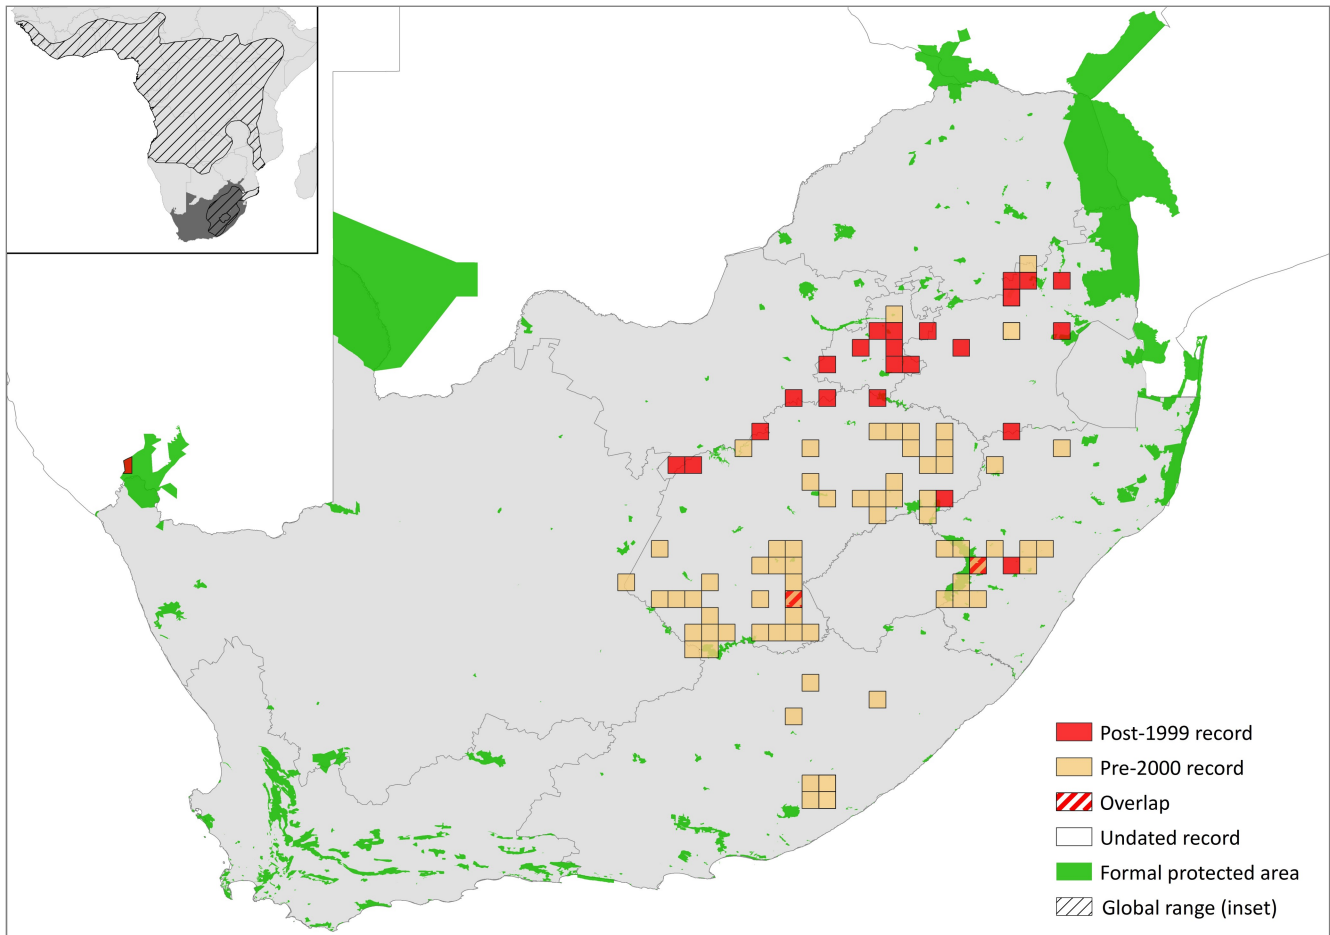 Post-1999 record
Pre-2000 record
Overlap
Undated record
Formal protected area
Global range (inset)